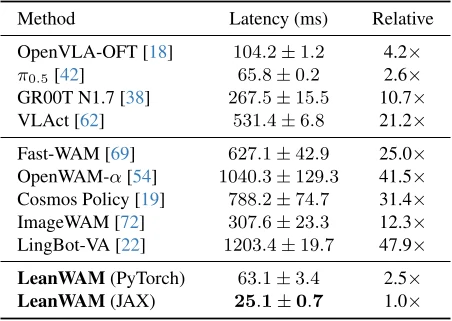 Method Latency (ms) Relative
OpenVLA-OFT [18] 104.2 ± 1.2 4.2×
π₀.₅ [42] 65.8 ± 0.2 2.6×
GR00T N1.7 [38] 267.5 ± 15.5 10.7×
VLAct [62] 531.4 ± 6.8 21.2×
Fast-WAM [69] 627.1 ± 42.9 25.0×
OpenWAM-α [54] 1040.3 ± 129.3 41.5×
Cosmos Policy [19] 788.2 ± 74.7 31.4×
ImageWAM [72] 307.6 ± 23.3 12.3×
LingBot-VA [22] 1203.4 ± 19.7 47.9×
LeanWAM (PyTorch) 63.1 ± 3.4 2.5×
LeanWAM (JAX) 25.1 ± 0.7 1.0×